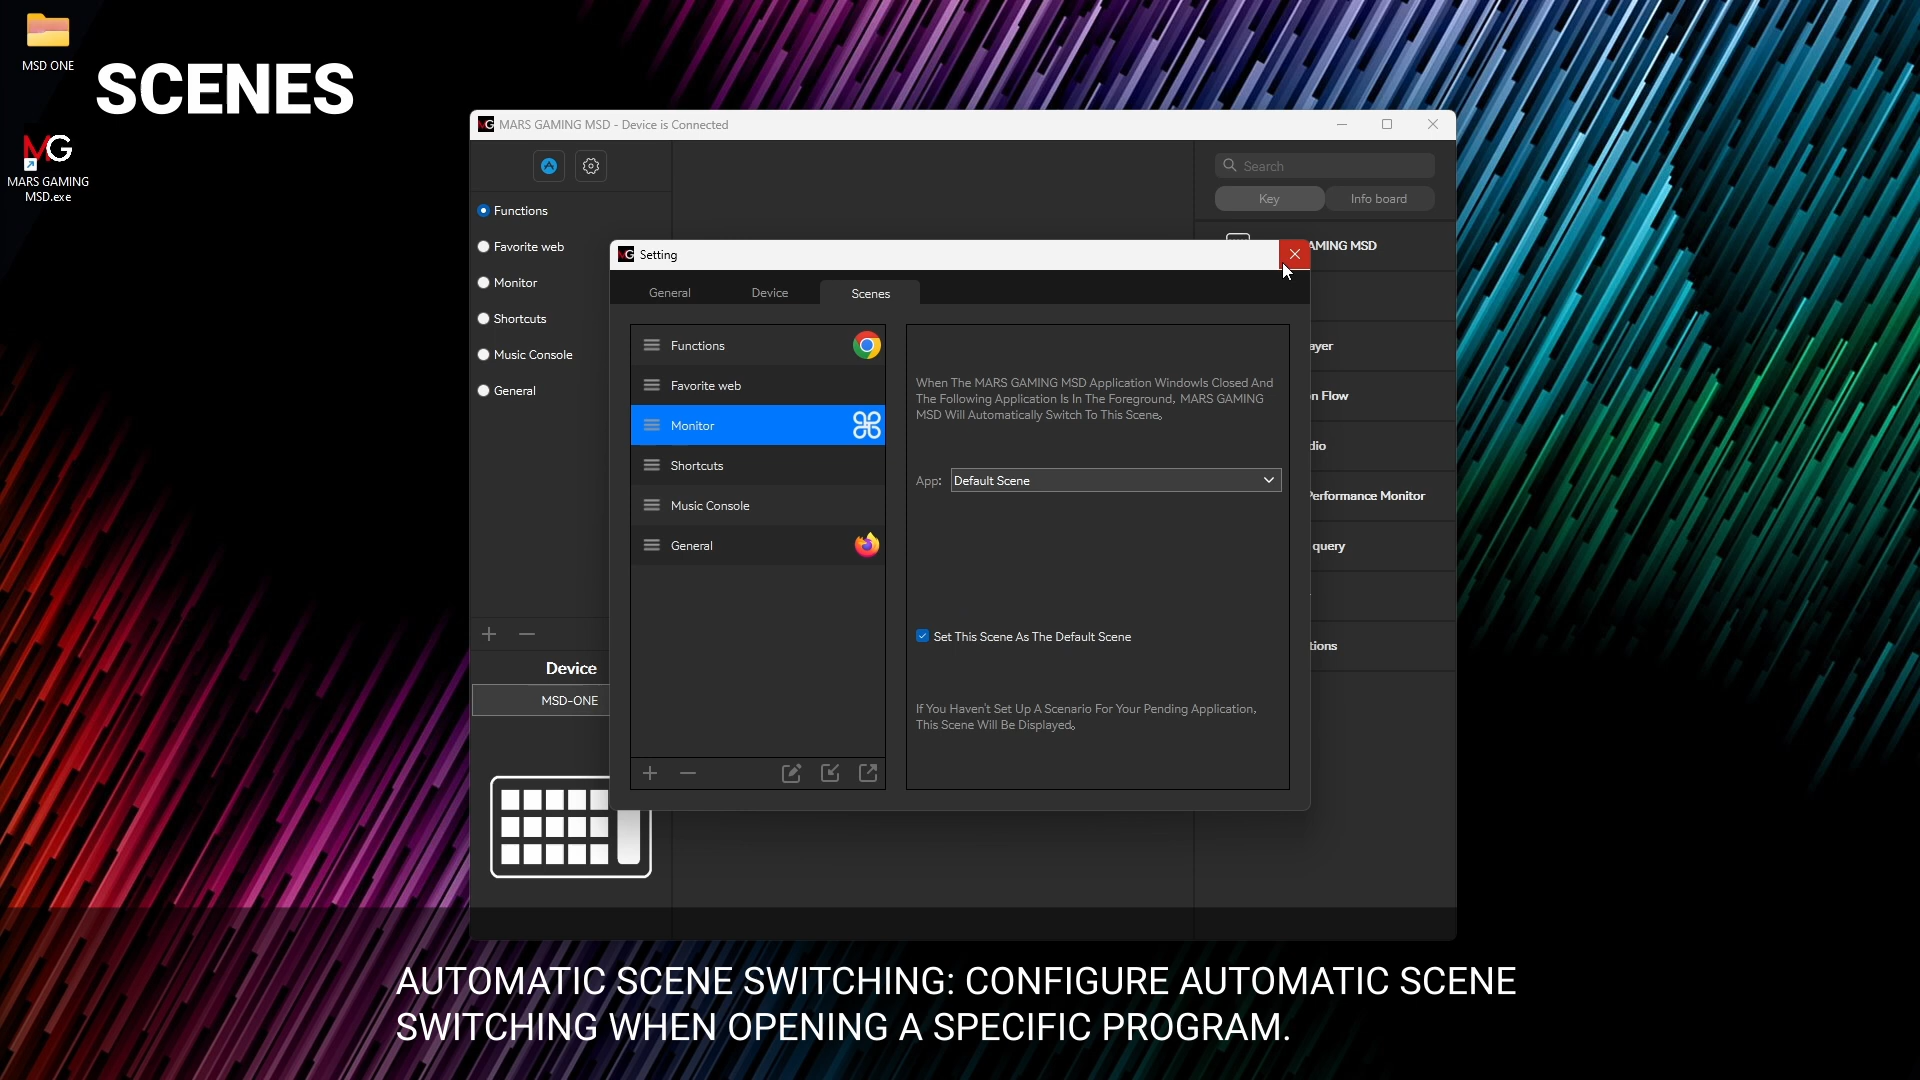 MSD ONE
SCENES
MG
MARS GAMING
MSD.exe
MARS GAMING MSD - Device is Connected
Search
Key
Info board
Functions
Favorite web
Monitor
Shortcuts
Music Console
General
AMING MSD
ayer
n Flow
dio
Performance Monitor
query
tions
Device
MSD-ONE
Setting
General
Device
Scenes
Functions
Favorite web
Monitor
Shortcuts
Music Console
General
When The MARS GAMING MSD Application WindowIs Closed And
The Following Application Is In The Foreground, MARS GAMING
MSD Will Automatically Switch To This Scene。
App:
Default Scene
Set This Scene As The Default Scene
If You Haven't Set Up A Scenario For Your Pending Application,
This Scene Will Be Displayed。
AUTOMATIC SCENE SWITCHING: CONFIGURE AUTOMATIC SCENE
SWITCHING WHEN OPENING A SPECIFIC PROGRAM.